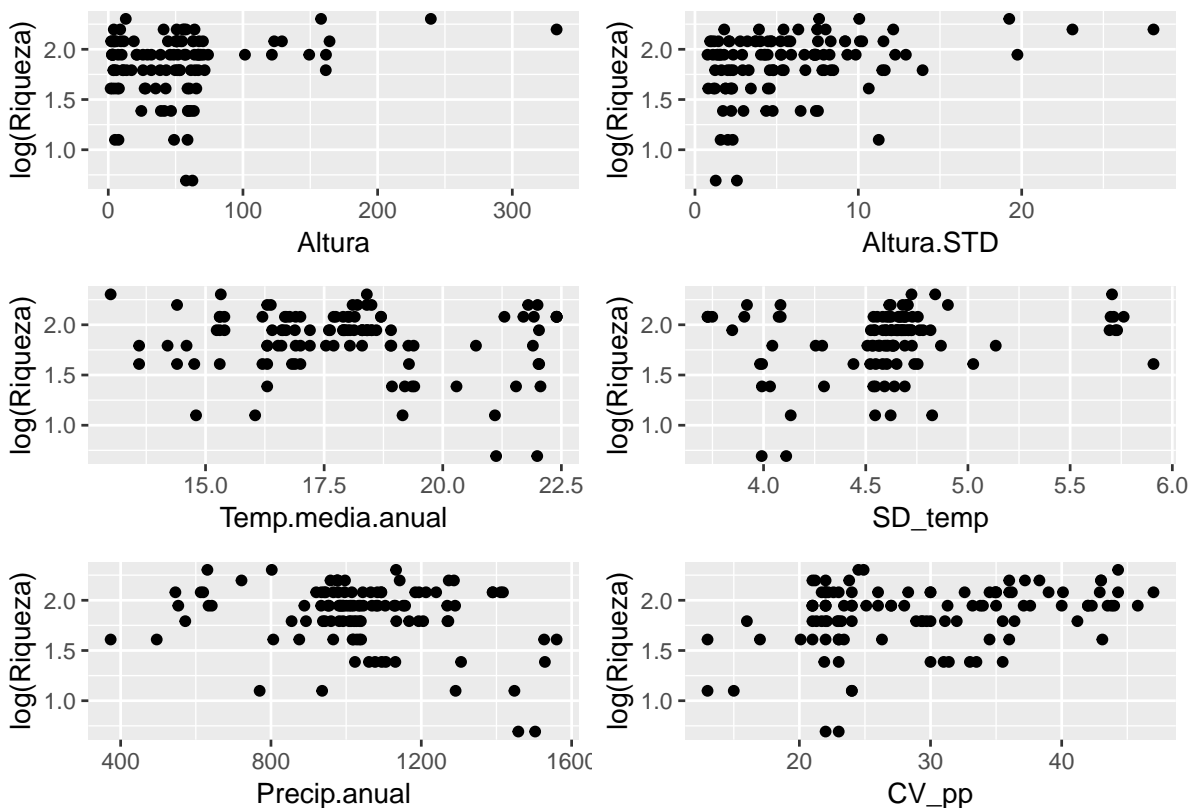 log(Riqueza)
2.0
1.5
1.0
0 100 200 300
Altura
log(Riqueza)
2.0
1.5
1.0
0 10 20
Altura.STD
log(Riqueza)
2.0
1.5
1.0
15.0 17.5 20.0 22.5
Temp.media.anual
log(Riqueza)
2.0
1.5
1.0
4.0 4.5 5.0 5.5 6.0
SD_temp
log(Riqueza)
2.0
1.5
1.0
400 800 1200 1600
Precip.anual
log(Riqueza)
2.0
1.5
1.0
20 30 40
CV_pp